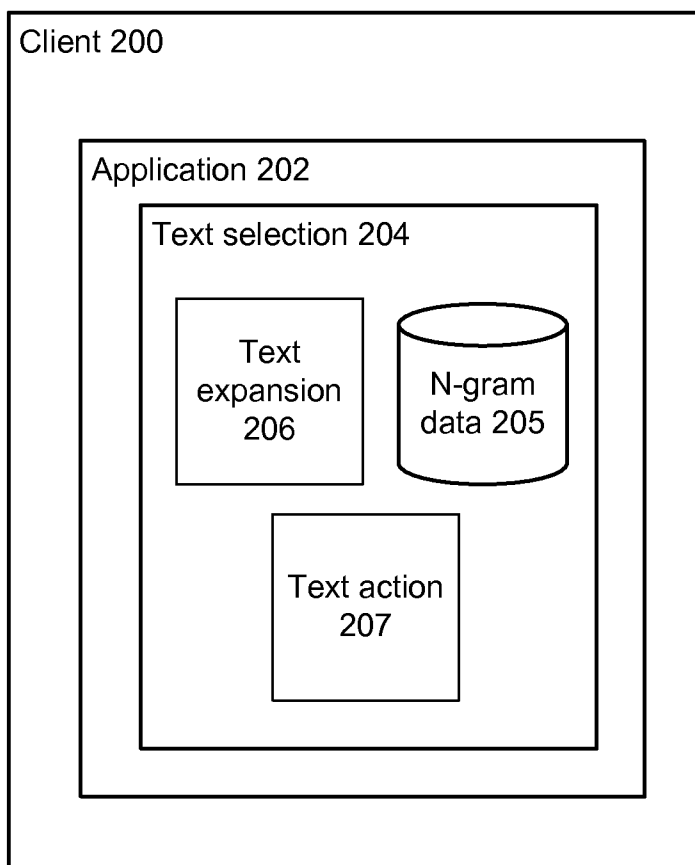 Client 200
Application 202
Text selection 204
Text
expansion
206
N-gram
data 205
Text action
207